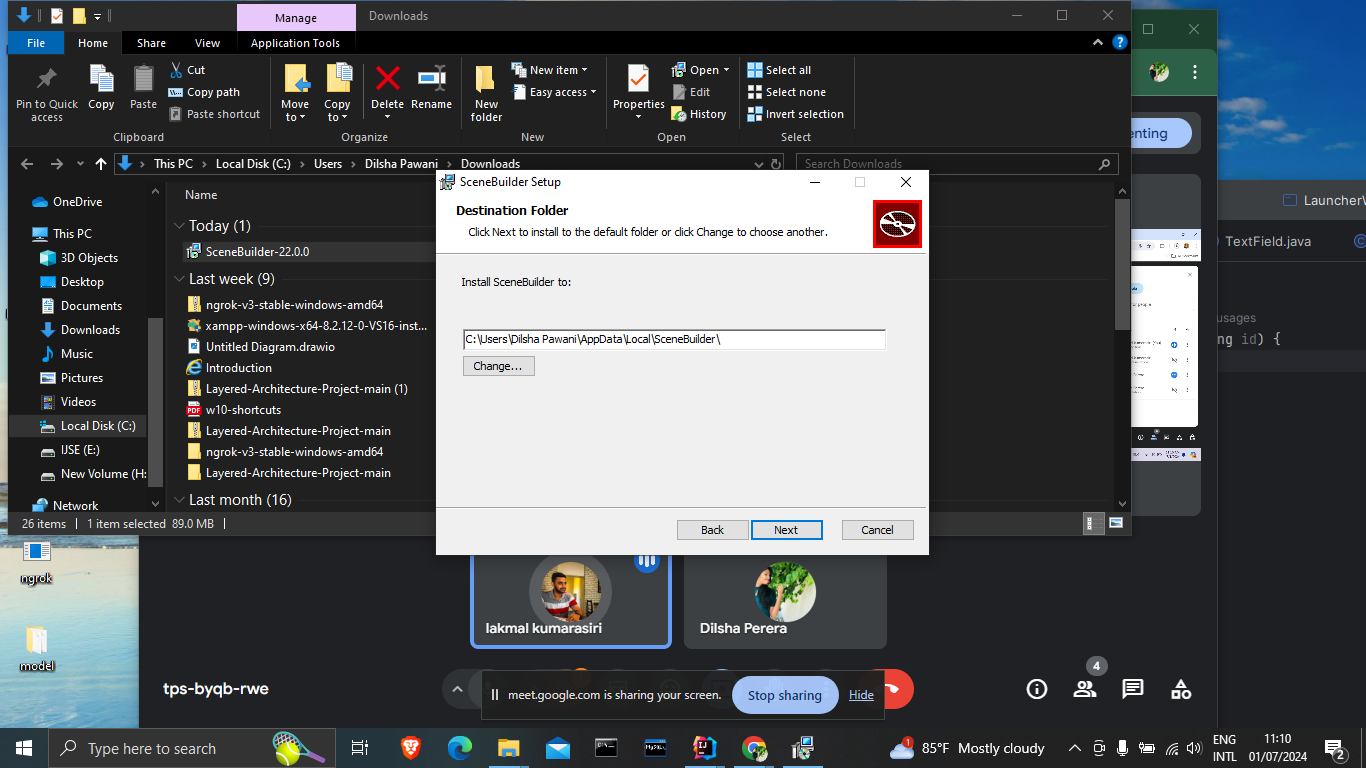 Manage
Downloads
File
Home
Share
View
Application Tools
Pin to Quick access
Copy
Paste
Cut
Copy path
Paste shortcut
Clipboard
Move to
Copy to
Delete
Rename
Organize
New folder
New item
Easy access
New
Properties
Open
Edit
History
Open
Select all
Select none
Invert selection
Select
enting
This PC
Local Disk (C:)
Users
Dilsha Pawani
Downloads
Search Downloads
OneDrive
This PC
3D Objects
Desktop
Documents
Downloads
Music
Pictures
Videos
Local Disk (C:)
IJSE (E:)
New Volume (H:
Network
Name
Today (1)
SceneBuilder-22.0.0
Last week (9)
ngrok-v3-stable-windows-amd64
xampp-windows-x64-8.2.12-0-VS16-inst...
Untitled Diagram.drawio
Introduction
Layered-Architecture-Project-main (1)
w10-shortcuts
Layered-Architecture-Project-main
ngrok-v3-stable-windows-amd64
Layered-Architecture-Project-main
Last month (16)
26 items
1 item selected 89.0 MB
SceneBuilder Setup
Destination Folder
Click Next to install to the default folder or click Change to choose another.
Install SceneBuilder to:
C:\Users\Dilsha Pawani\AppData\Local\SceneBuilder\
Change...
Back
Next
Cancel
LauncherW
TextField.java
usages
ng id) {
ngrok
model
lakmal kumarasiri
Dilsha Perera
tps-byqb-rwe
meet.google.com is sharing your screen.
Stop sharing
Hide
4
Type here to search
1
85°F Mostly cloudy
ENG
INTL
11:10
01/07/2024
2